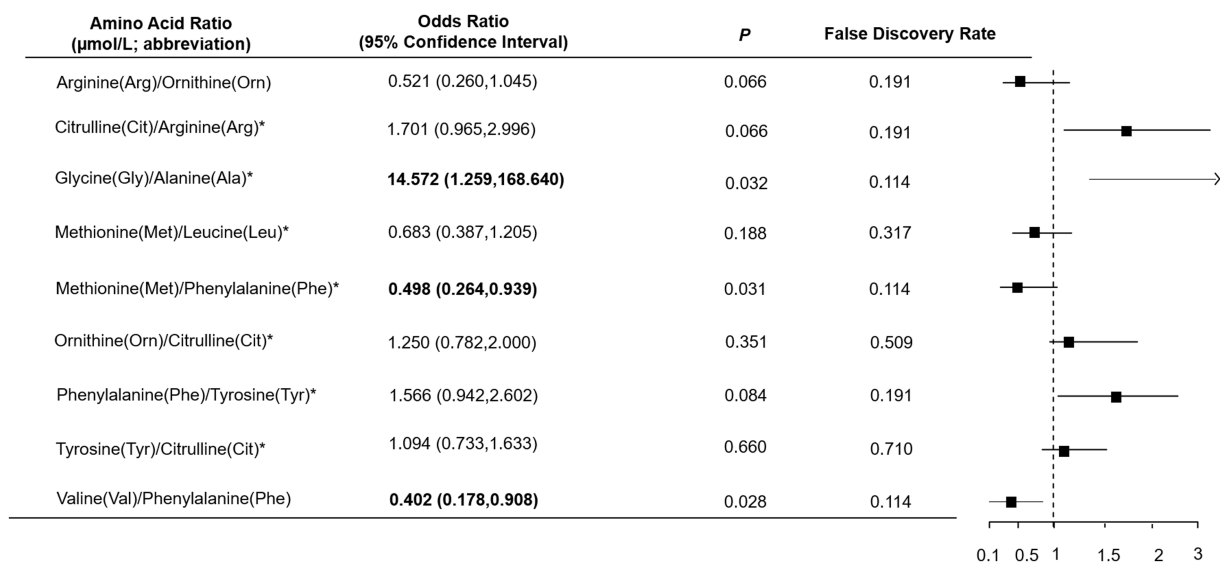 Amino Acid Ratio
(μmol/L; abbreviation)
Odds Ratio
(95% Confidence Interval)
P
False Discovery Rate
Arginine(Arg)/Ornithine(Orn) 0.521 (0.260,1.045) 0.066 0.191
Citrulline(Cit)/Arginine(Arg)* 1.701 (0.965,2.996) 0.066 0.191
Glycine(Gly)/Alanine(Ala)* 14.572 (1.259,168.640) 0.032 0.114
Methionine(Met)/Leucine(Leu)* 0.683 (0.387,1.205) 0.188 0.317
Methionine(Met)/Phenylalanine(Phe)* 0.498 (0.264,0.939) 0.031 0.114
Ornithine(Orn)/Citrulline(Cit)* 1.250 (0.782,2.000) 0.351 0.509
Phenylalanine(Phe)/Tyrosine(Tyr)* 1.566 (0.942,2.602) 0.084 0.191
Tyrosine(Tyr)/Citrulline(Cit)* 1.094 (0.733,1.633) 0.660 0.710
Valine(Val)/Phenylalanine(Phe) 0.402 (0.178,0.908) 0.028 0.114
0.1 0.5 1 1.5 2 3